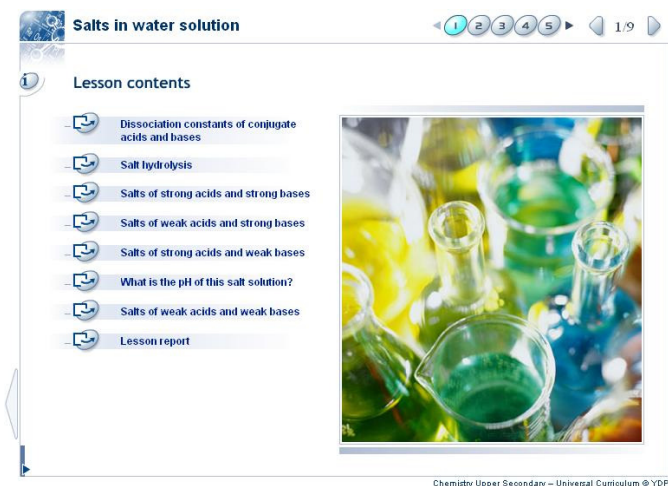 Salts in water solution
1 2 3 4 5
1/9
i
Lesson contents
Dissociation constants of conjugate
acids and bases
Salt hydrolysis
Salts of strong acids and strong bases
Salts of weak acids and strong bases
Salts of strong acids and weak bases
What is the pH of this salt solution?
Salts of weak acids and weak bases
Lesson report
Chemistry Upper Secondary – Universal Curriculum © YDP